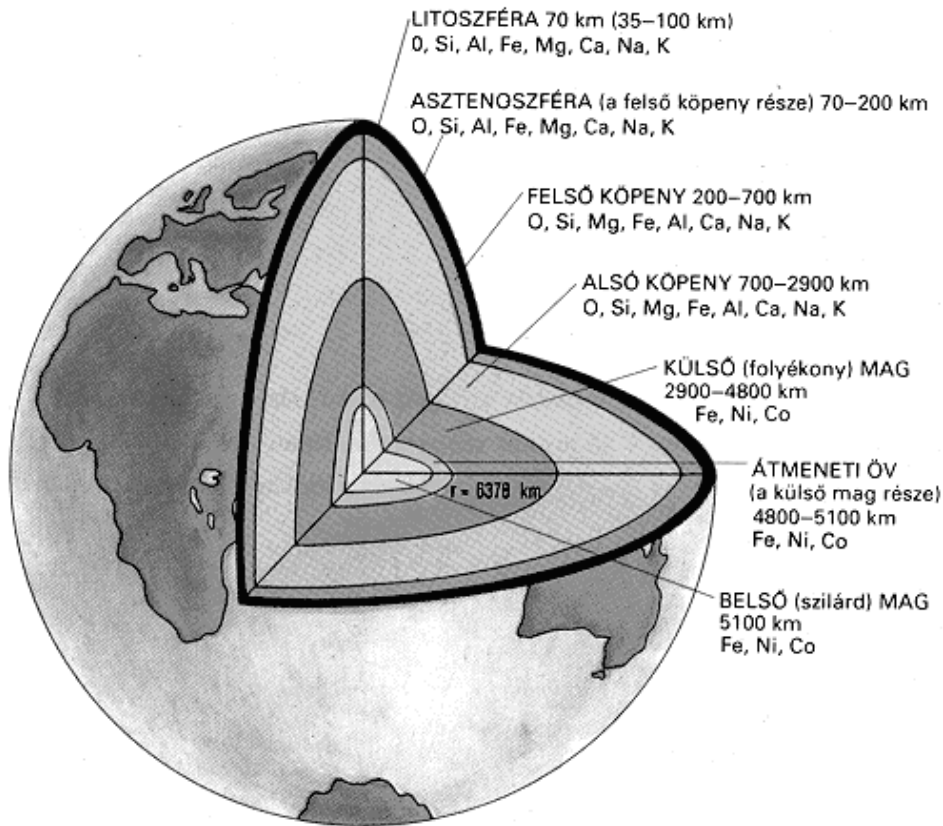 LITOSZFÉRA 70 km (35–100 km)
0, Si, Al, Fe, Mg, Ca, Na, K
ASZTENOSZFÉRA (a felső köpeny része) 70–200 km
O, Si, Al, Fe, Mg, Ca, Na, K
FELSŐ KÖPENY 200–700 km
O, Si, Mg, Fe, Al, Ca, Na, K
ALSÓ KÖPENY 700–2900 km
O, Si, Mg, Fe, Al, Ca, Na, K
KÜLSŐ (folyékony) MAG
2900–4800 km
Fe, Ni, Co
ÁTMENETI ÖV
(a külső mag része)
4800–5100 km
Fe, Ni, Co
r = 6378 km
BELSŐ (szilárd) MAG
5100 km
Fe, Ni, Co